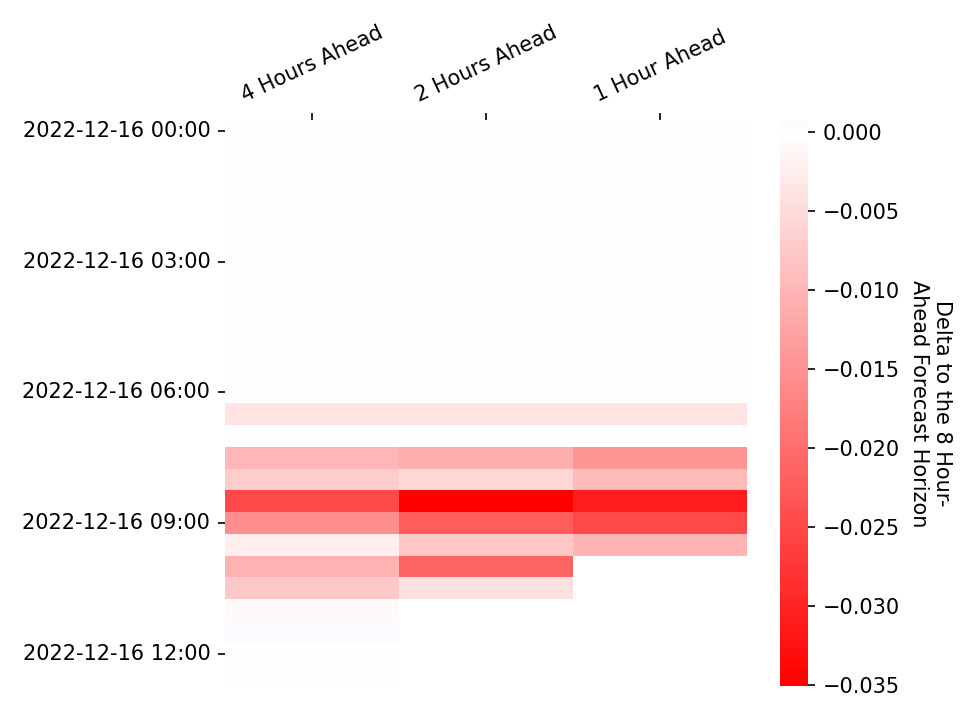 4 Hours Ahead
2 Hours Ahead
1 Hour Ahead
2022-12-16 00:00
2022-12-16 03:00
2022-12-16 06:00
2022-12-16 09:00
2022-12-16 12:00
0.000
−0.005
−0.010
−0.015
−0.020
−0.025
−0.030
−0.035
Delta to the 8 Hour-
Ahead Forecast Horizon